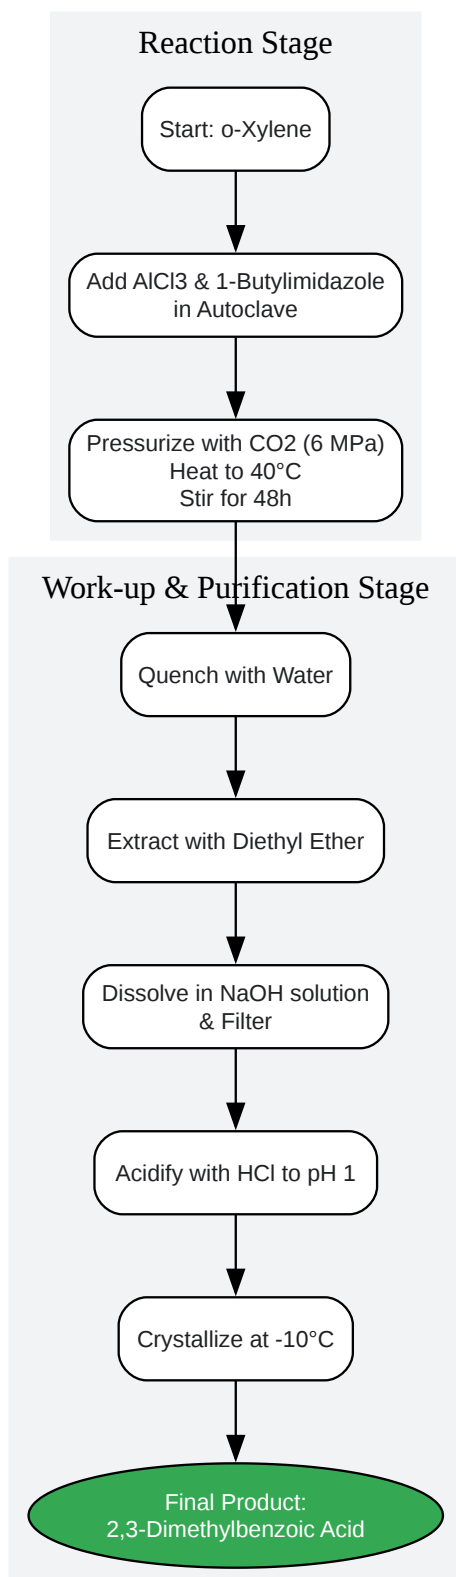 Reaction Stage
Start: o-Xylene
Add AlCl3 & 1-Butylimidazole
in Autoclave
Pressurize with CO2 (6 MPa)
Heat to 40°C
Stir for 48h
Work-up & Purification Stage
Quench with Water
Extract with Diethyl Ether
Dissolve in NaOH solution
& Filter
Acidify with HCl to pH 1
Crystallize at -10°C
Final Product:
2,3-Dimethylbenzoic Acid